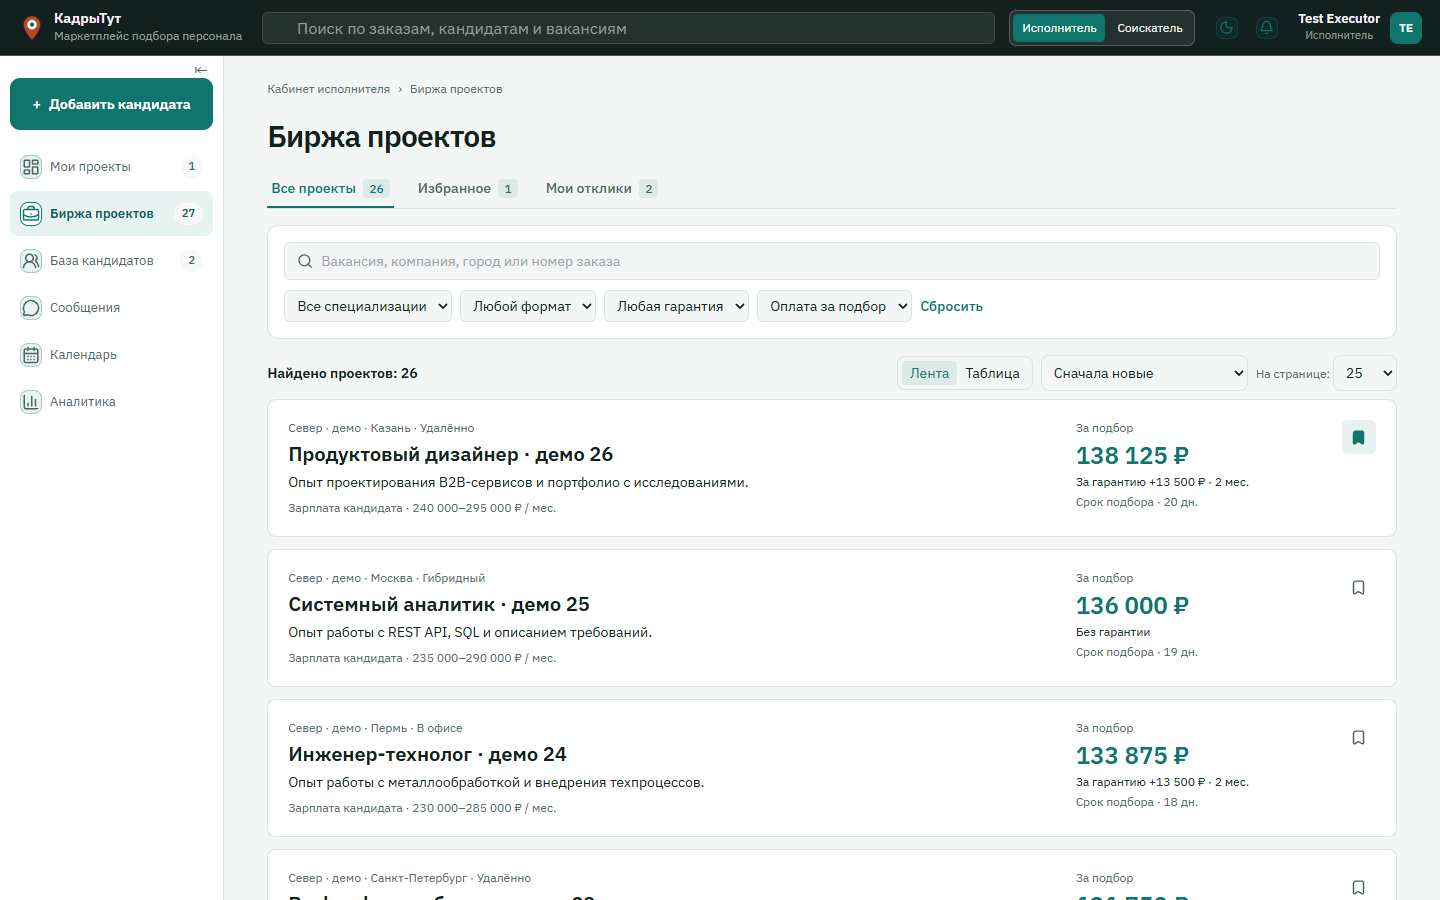 КадрыТут
Маркетплейс подбора персонала
Поиск по заказам, кандидатам и вакансиям
Исполнитель
Соискатель
Test Executor
Исполнитель
TE
+ Добавить кандидата
Мои проекты 1
Биржа проектов 27
База кандидатов 2
Сообщения
Календарь
Аналитика
Кабинет исполнителя › Биржа проектов
Биржа проектов
Все проекты 26
Избранное 1
Мои отклики 2
Вакансия, компания, город или номер заказа
Все специализации
Любой формат
Любая гарантия
Оплата за подбор
Сбросить
Найдено проектов: 26
Лента
Таблица
Сначала новые
На странице: 25
Север · демо · Казань · Удалённо
Продуктовый дизайнер · демо 26
Опыт проектирования B2B-сервисов и портфолио с исследованиями.
Зарплата кандидата · 240 000–295 000 ₽ / мес.
За подбор
138 125 ₽
За гарантию +13 500 ₽ · 2 мес.
Срок подбора · 20 дн.
Север · демо · Москва · Гибридный
Системный аналитик · демо 25
Опыт работы с REST API, SQL и описанием требований.
Зарплата кандидата · 235 000–290 000 ₽ / мес.
За подбор
136 000 ₽
Без гарантии
Срок подбора · 19 дн.
Север · демо · Пермь · В офисе
Инженер-технолог · демо 24
Опыт работы с металлообработкой и внедрения техпроцессов.
Зарплата кандидата · 230 000–285 000 ₽ / мес.
За подбор
133 875 ₽
За гарантию +13 500 ₽ · 2 мес.
Срок подбора · 18 дн.
Север · демо · Санкт-Петербург · Удалённо
За подбор